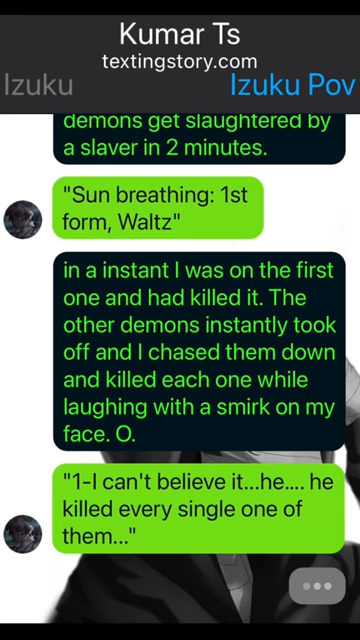 Kumar Ts
textingstory.com
Izuku Izuku Pov
demons get slaughtered by
a slaver in 2 minutes.
"Sun breathing: 1st
form, Waltz"
in a instant I was on the first
one and had killed it. The
other demons instantly took
off and I chased them down
and killed each one while
laughing with a smirk on my
face. O.
"1-I can't believe it...he.... he
killed every single one of
them..."